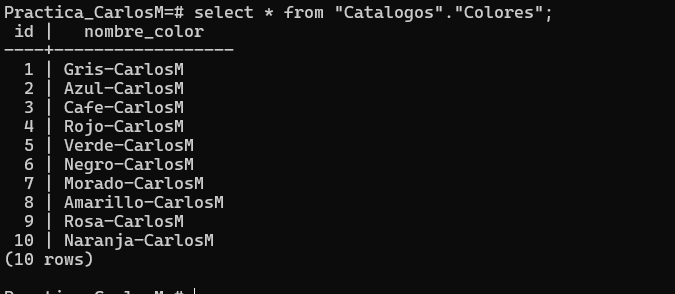 Practica_CarlosM=# select * from "Catalogos"."Colores";
 id |   nombre_color
----+------------------
  1 | Gris-CarlosM
  2 | Azul-CarlosM
  3 | Cafe-CarlosM
  4 | Rojo-CarlosM
  5 | Verde-CarlosM
  6 | Negro-CarlosM
  7 | Morado-CarlosM
  8 | Amarillo-CarlosM
  9 | Rosa-CarlosM
 10 | Naranja-CarlosM
(10 rows)
Practica_CarlosM=#